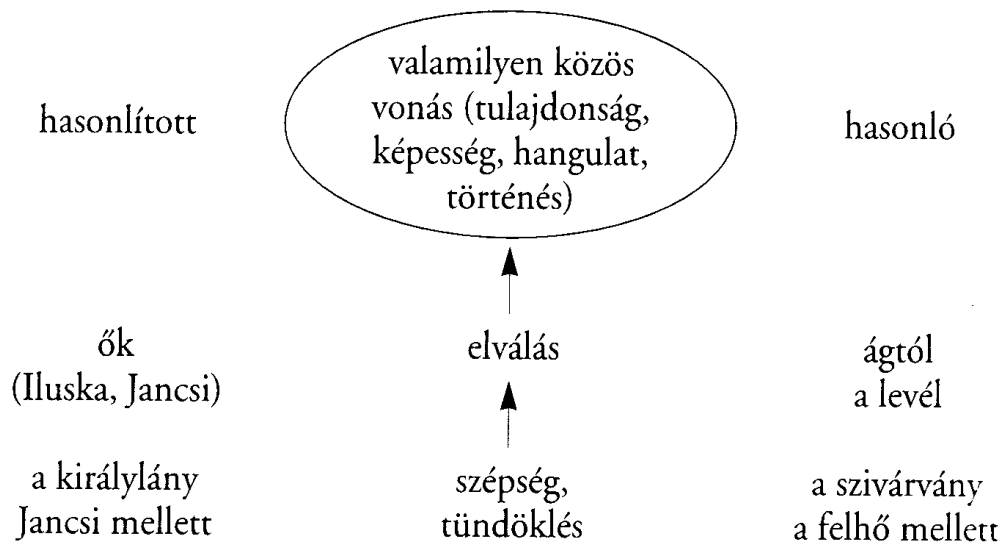 hasonlított
valamilyen közös
vonás (tulajdonság,
képesség, hangulat,
történés)
hasonló
ők
(Iluska, Jancsi)
elválás
ágtól
a levél
a királylány
Jancsi mellett
szépség,
tündöklés
a szivárvány
a felhő mellett